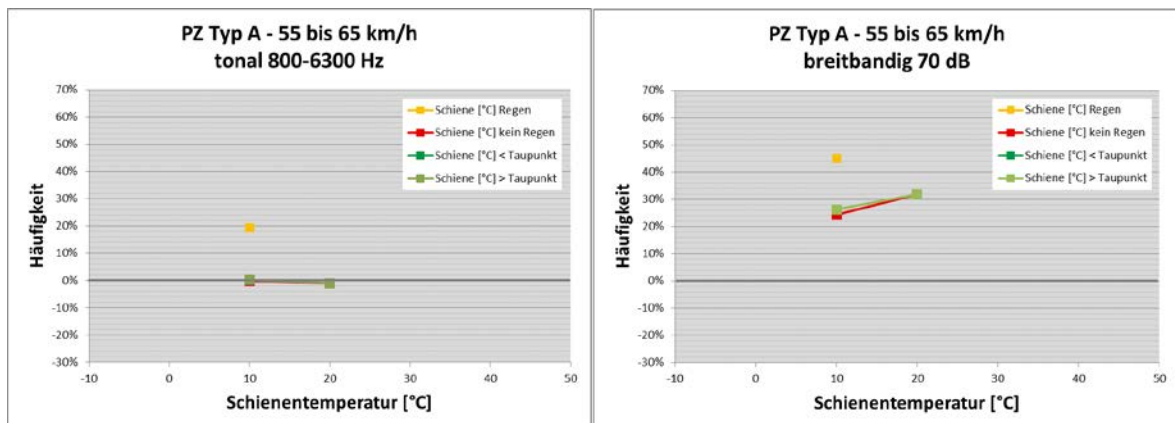 PZ Typ A - 55 bis 65 km/h
tonal 800-6300 Hz
70%
60%
50%
40%
30%
20%
10%
0%
-10%
-20%
-30%
Häufigkeit
Schiene [°C] Regen
Schiene [°C] kein Regen
Schiene [°C] < Taupunkt
Schiene [°C] > Taupunkt
-10 0 10 20 30 40 50
Schienentemperatur [°C]
PZ Typ A - 55 bis 65 km/h
breitbandig 70 dB
70%
60%
50%
40%
30%
20%
10%
0%
-10%
-20%
-30%
Häufigkeit
Schiene [°C] Regen
Schiene [°C] kein Regen
Schiene [°C] < Taupunkt
Schiene [°C] > Taupunkt
-10 0 10 20 30 40 50
Schienentemperatur [°C]